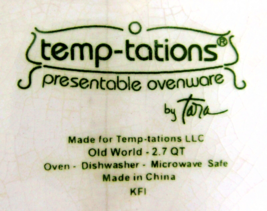 temp-tations®
presentable ovenware
by Tara
Made for Temp-tations LLC
Old World - 2.7 QT
Oven - Dishwasher - Microwave Safe
Made in China
KFI